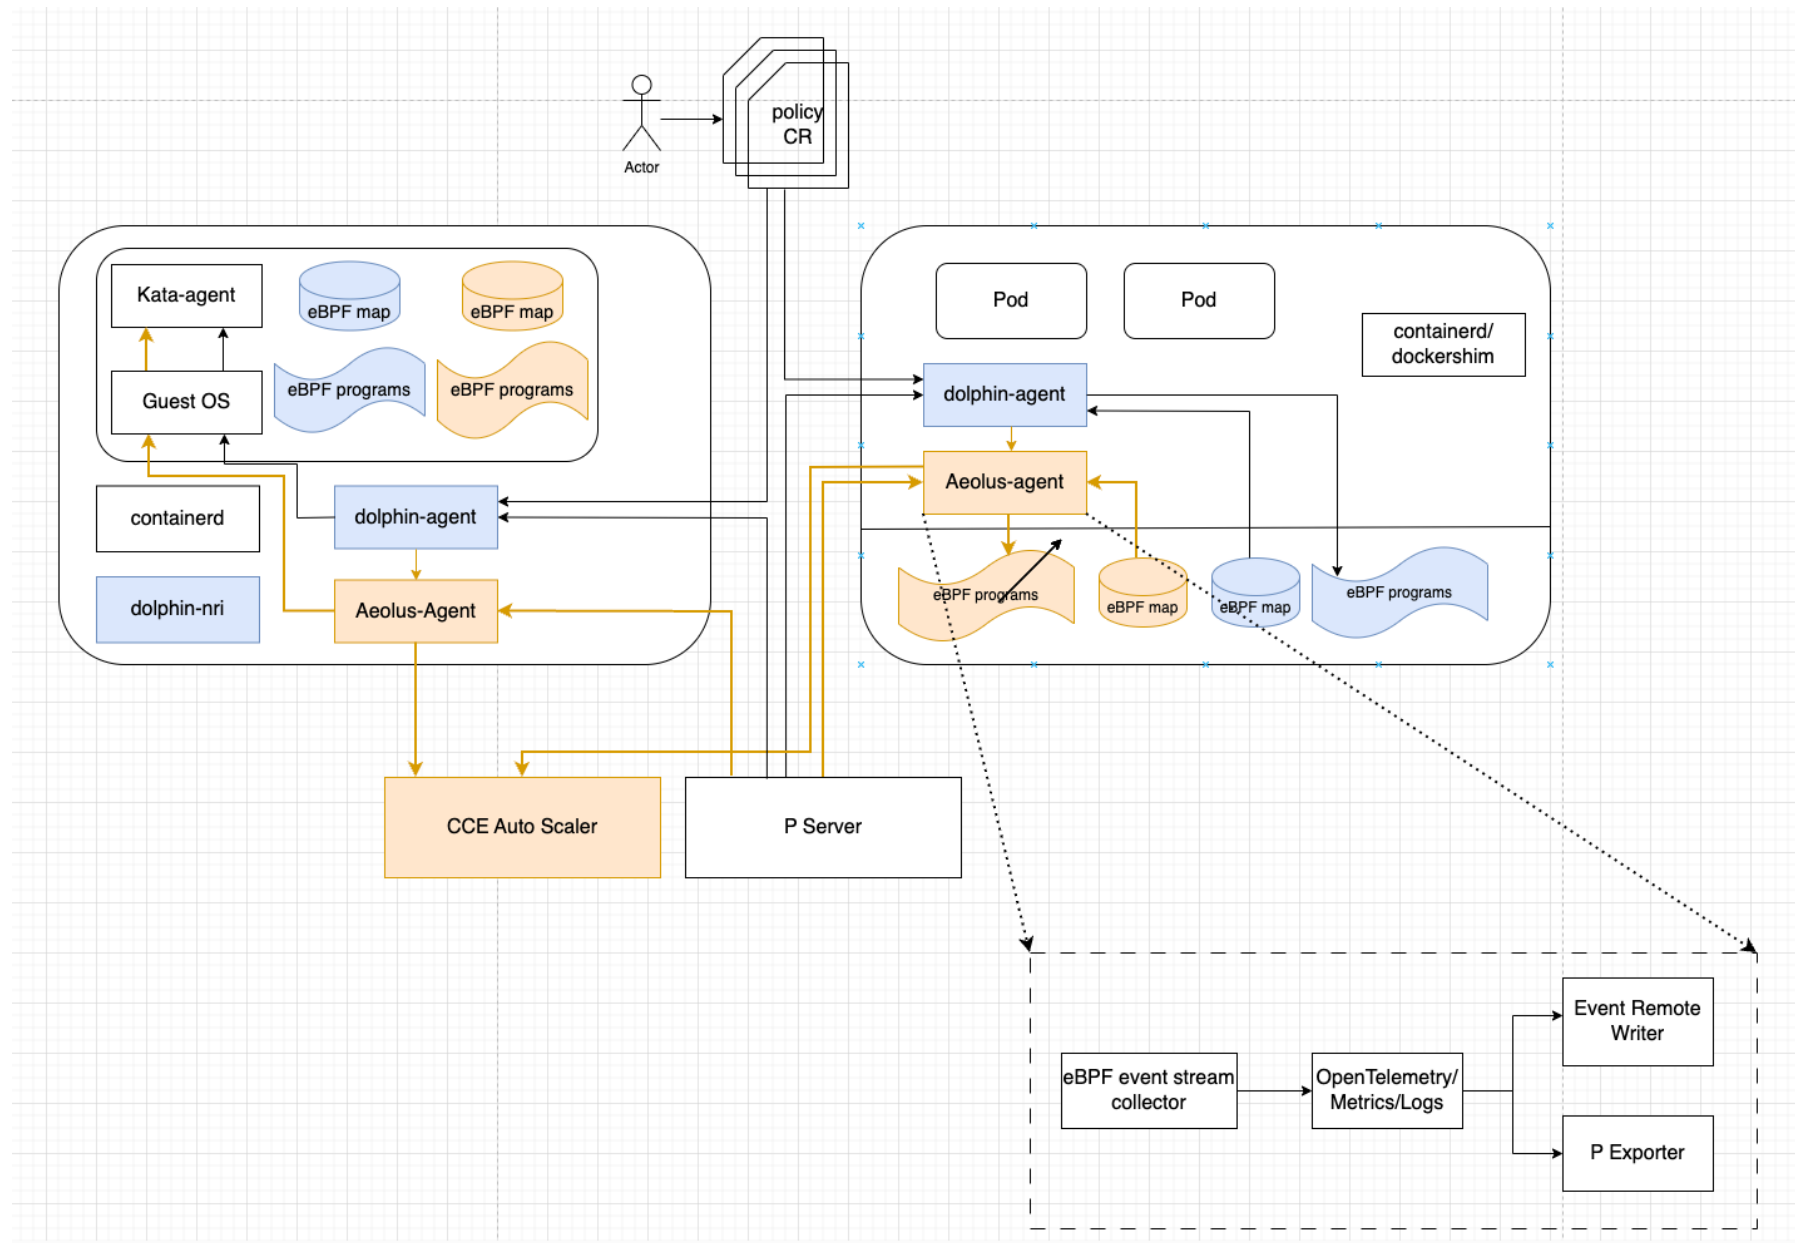 policy
CR
Actor
Kata-agent
eBPF map
eBPF map
Guest OS
eBPF programs
eBPF programs
containerd
dolphin-agent
dolphin-nri
Aeolus-Agent
Pod
Pod
containerd/
dockershim
dolphin-agent
Aeolus-agent
eBPF programs
eBPF map
eBPF map
eBPF programs
CCE Auto Scaler
P Server
eBPF event stream
collector
OpenTelemetry/
Metrics/Logs
Event Remote
Writer
P Exporter